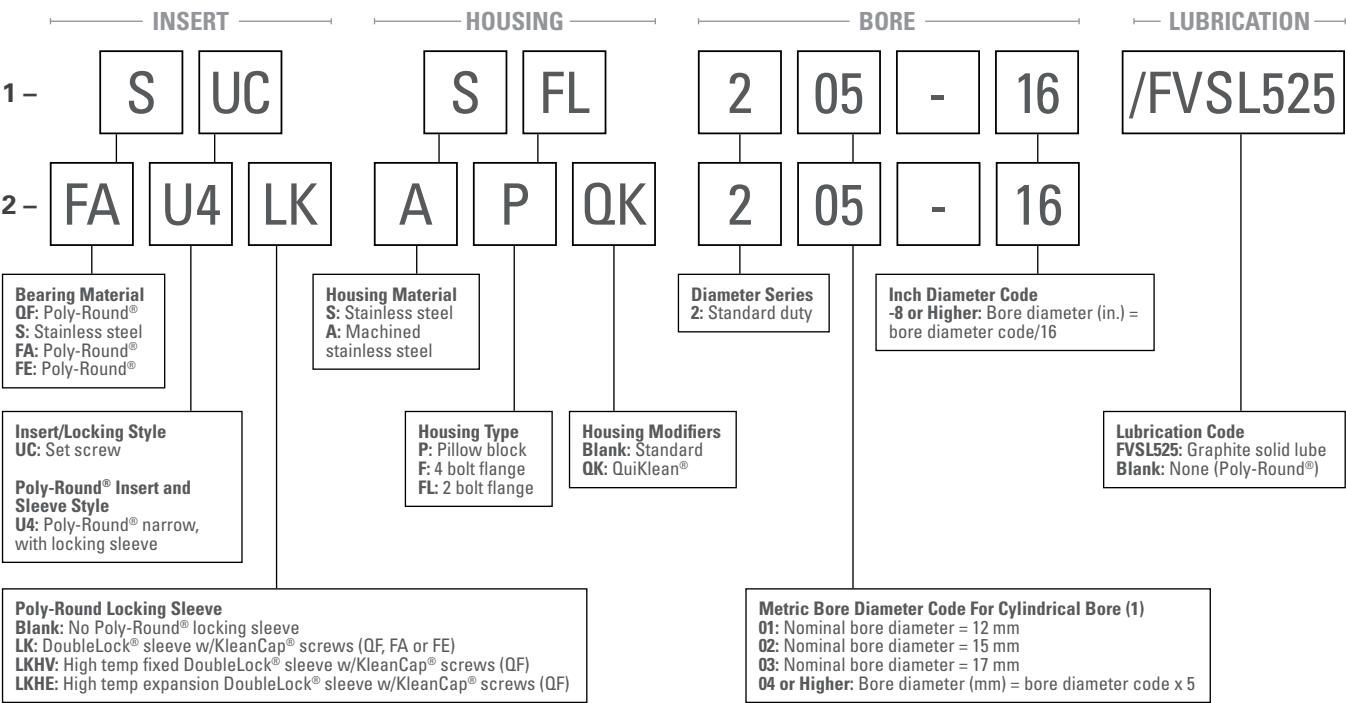 INSERT HOUSING BORE LUBRICATION
1 – S UC S FL 2 05 - 16 /FVSL525
2 – FA U4 LK A P QK 2 05 - 16
Bearing Material
QF: Poly-Round®
S: Stainless steel
FA: Poly-Round®
FE: Poly-Round®
Housing Material
S: Stainless steel
A: Machined
stainless steel
Diameter Series
2: Standard duty
Inch Diameter Code
-8 or Higher: Bore diameter (in.) =
bore diameter code/16
Insert/Locking Style
UC: Set screw
Poly-Round® Insert and
Sleeve Style
U4: Poly-Round® narrow,
with locking sleeve
Housing Type
P: Pillow block
F: 4 bolt flange
FL: 2 bolt flange
Housing Modifiers
Blank: Standard
QK: QuiKlean®
Lubrication Code
FVSL525: Graphite solid lube
Blank: None (Poly-Round®)
Poly-Round Locking Sleeve
Blank: No Poly-Round® locking sleeve
LK: DoubleLock® sleeve w/KleanCap® screws (QF, FA or FE)
LKHV: High temp fixed DoubleLock® sleeve w/KleanCap® screws (QF)
LKHE: High temp expansion DoubleLock® sleeve w/KleanCap® screws (QF)
Metric Bore Diameter Code For Cylindrical Bore (1)
01: Nominal bore diameter = 12 mm
02: Nominal bore diameter = 15 mm
03: Nominal bore diameter = 17 mm
04 or Higher: Bore diameter (mm) = bore diameter code x 5